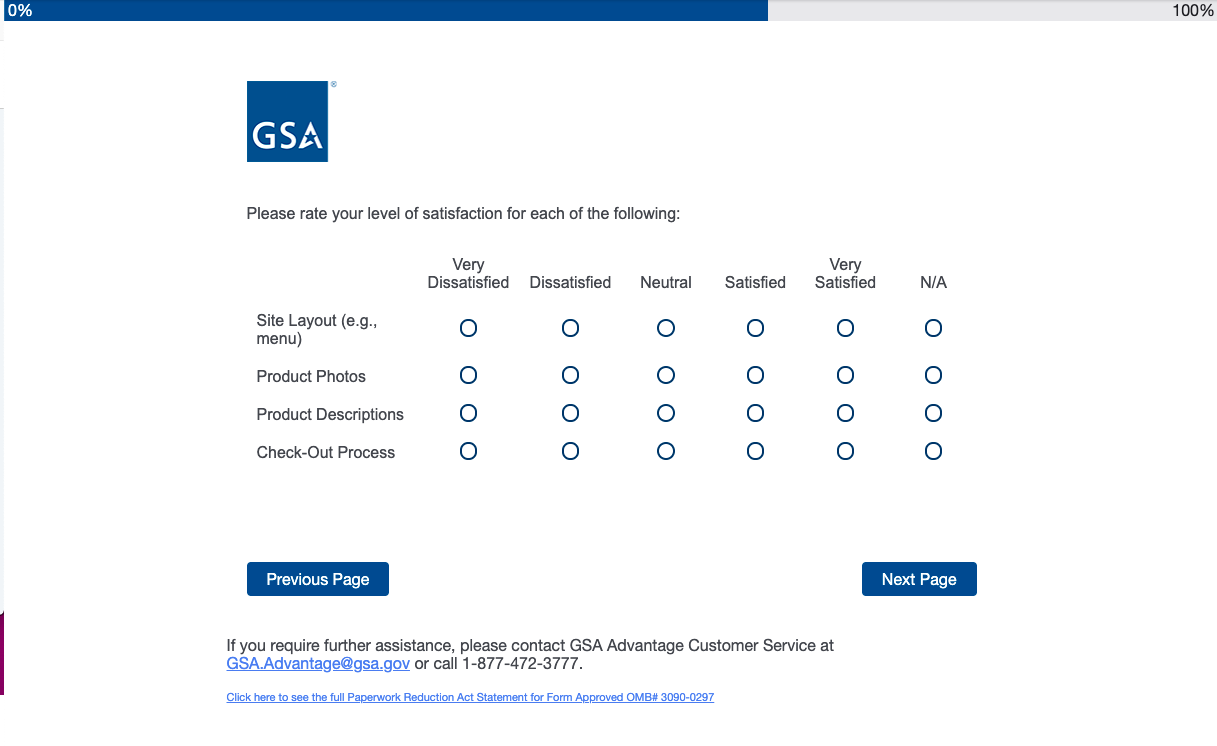 0% 100%
GSA
®
Please rate your level of satisfaction for each of the following:
Very Dissatisfied Dissatisfied Neutral Satisfied Very Satisfied N/A
Site Layout (e.g.,
menu)
Product Photos
Product Descriptions
Check-Out Process
Previous Page Next Page
If you require further assistance, please contact GSA Advantage Customer Service at
GSA.Advantage@gsa.gov or call 1-877-472-3777.
Click here to see the full Paperwork Reduction Act Statement for Form Approved OMB# 3090-0297